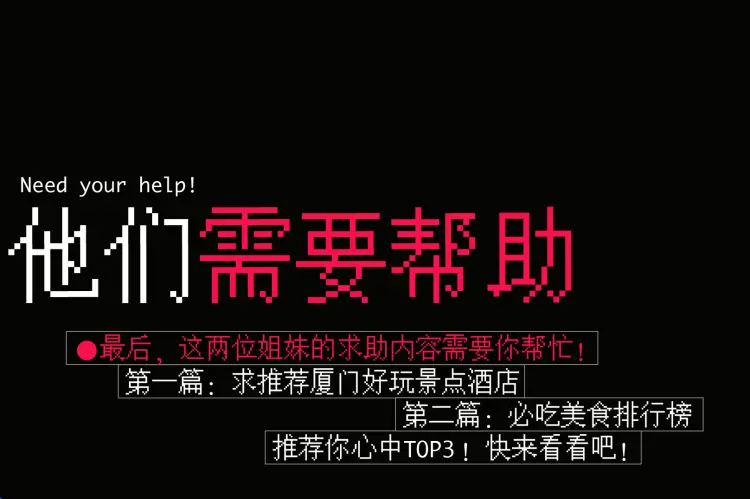 Need your help!
他们需要帮助
●最后，这两位姐妹的求助内容需要你帮忙！
第一篇：求推荐厦门好玩景点酒店
第二篇：必吃美食排行榜
推荐你心中TOP3！快来看看吧！